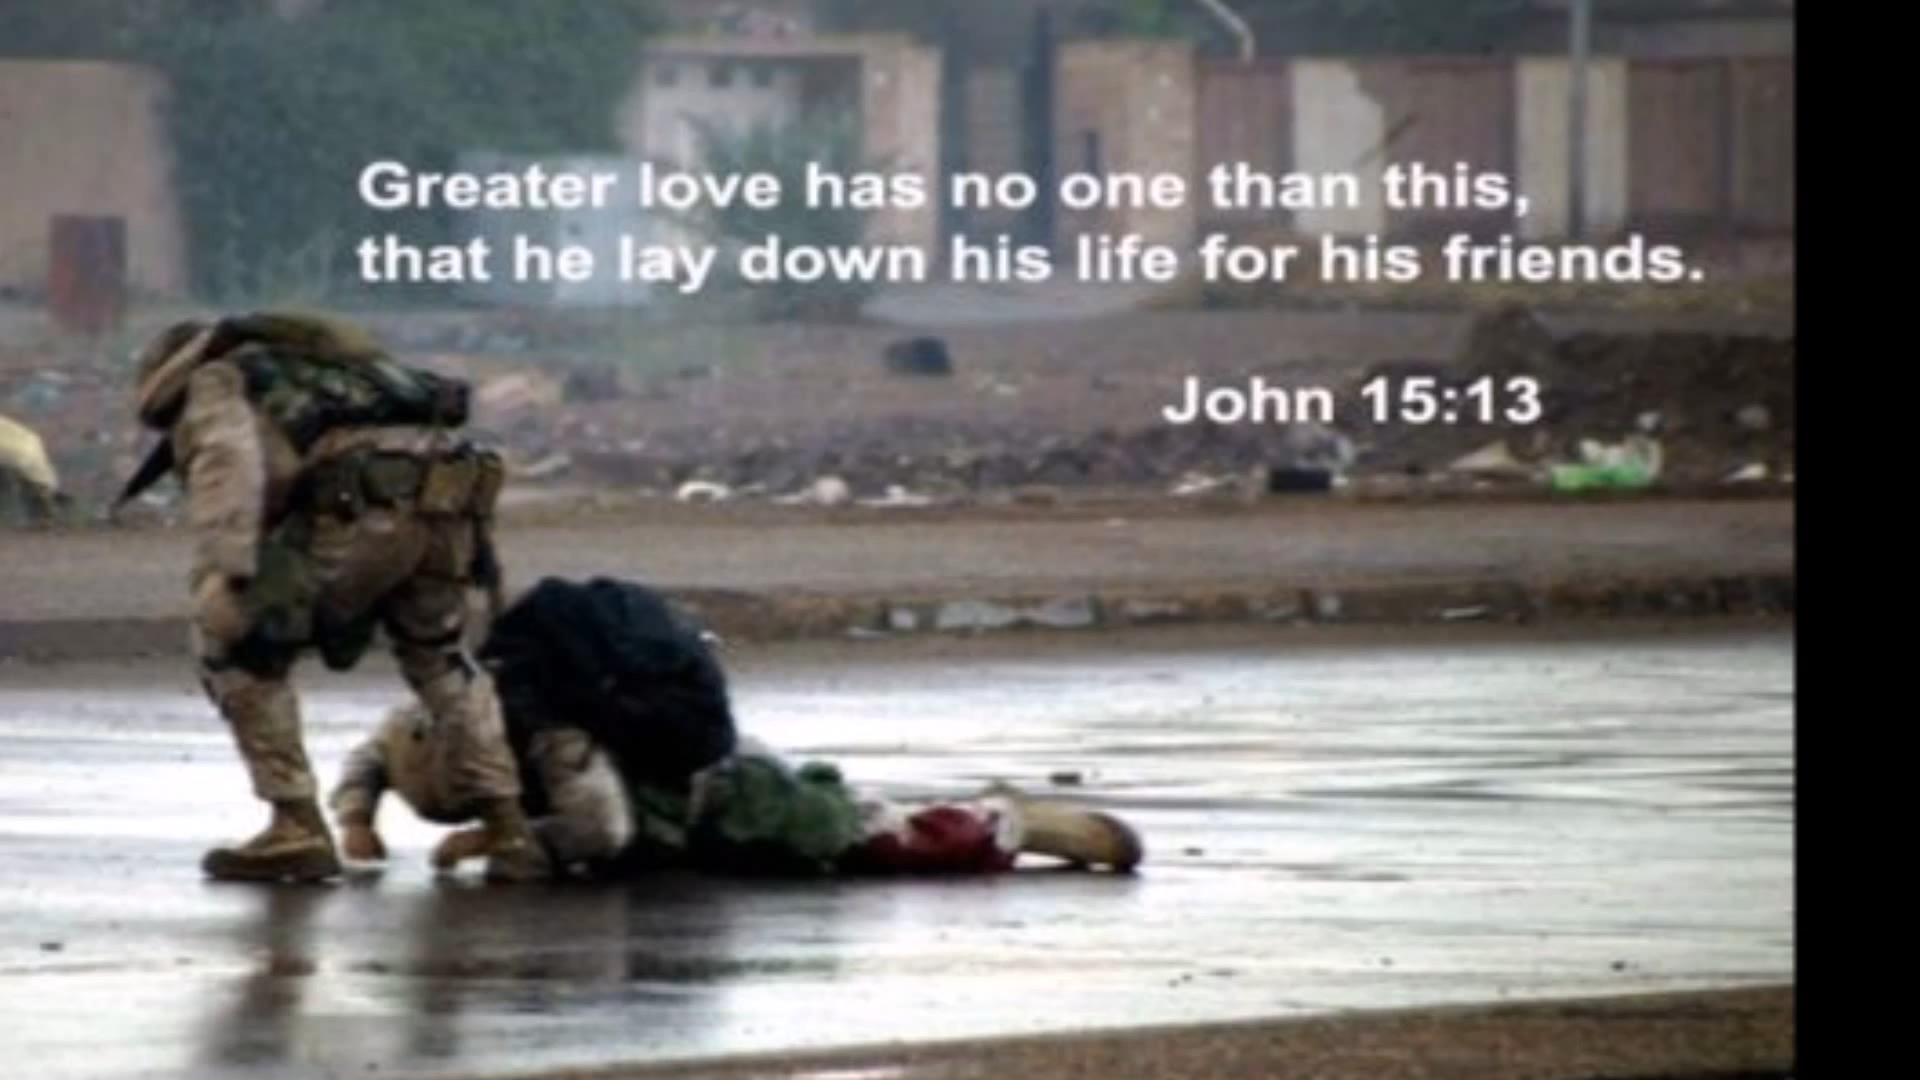 Greater love has no one than this,
that he lay down his life for his friends.
John 15:13